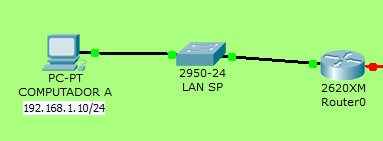 PC-PT
COMPUTADOR A
192.168.1.10/24
2950-24
LAN SP
2620XM
Router0